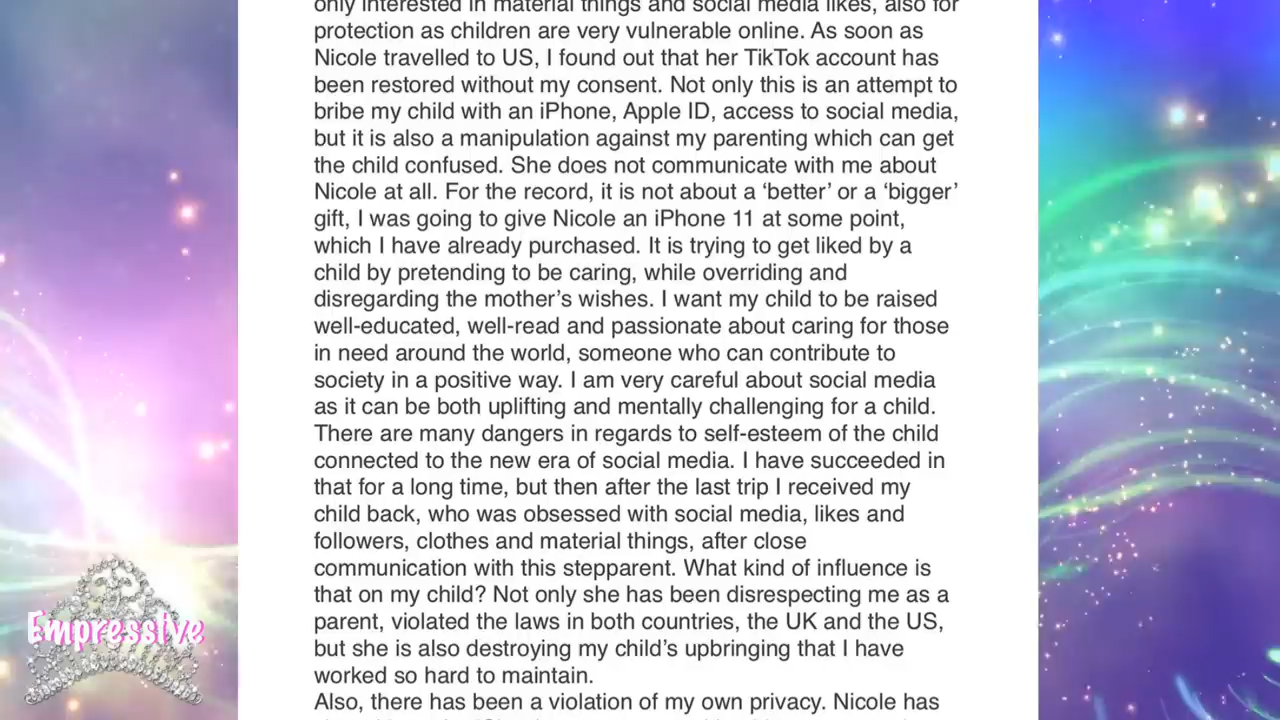 only interested in material things and social media likes, also for
protection as children are very vulnerable online. As soon as
Nicole travelled to US, I found out that her TikTok account has
been restored without my consent. Not only this is an attempt to
bribe my child with an iPhone, Apple ID, access to social media,
but it is also a manipulation against my parenting which can get
the child confused. She does not communicate with me about
Nicole at all. For the record, it is not about a ‘better’ or a ‘bigger’
gift, I was going to give Nicole an iPhone 11 at some point,
which I have already purchased. It is trying to get liked by a
child by pretending to be caring, while overriding and
disregarding the mother’s wishes. I want my child to be raised
well-educated, well-read and passionate about caring for those
in need around the world, someone who can contribute to
society in a positive way. I am very careful about social media
as it can be both uplifting and mentally challenging for a child.
There are many dangers in regards to self-esteem of the child
connected to the new era of social media. I have succeeded in
that for a long time, but then after the last trip I received my
child back, who was obsessed with social media, likes and
followers, clothes and material things, after close
communication with this stepparent. What kind of influence is
that on my child? Not only she has been disrespecting me as a
parent, violated the laws in both countries, the UK and the US,
but she is also destroying my child’s upbringing that I have
worked so hard to maintain.
Also, there has been a violation of my own privacy. Nicole has
Empressive